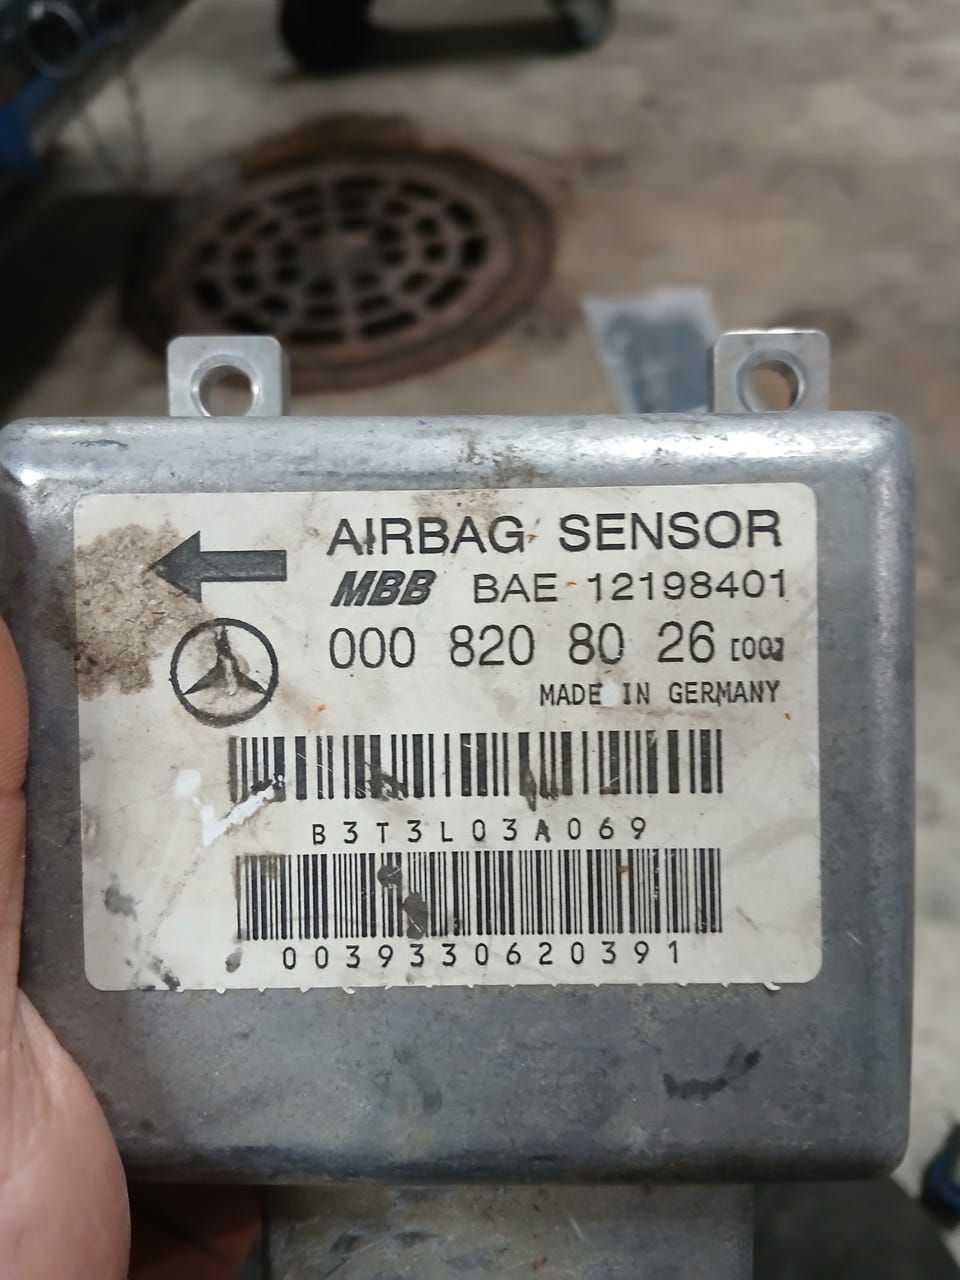 AIRBAG SENSOR
MBB BAE 12198401
000 820 80 26 [00]
MADE IN GERMANY
B3T3L03A069
0039330620391